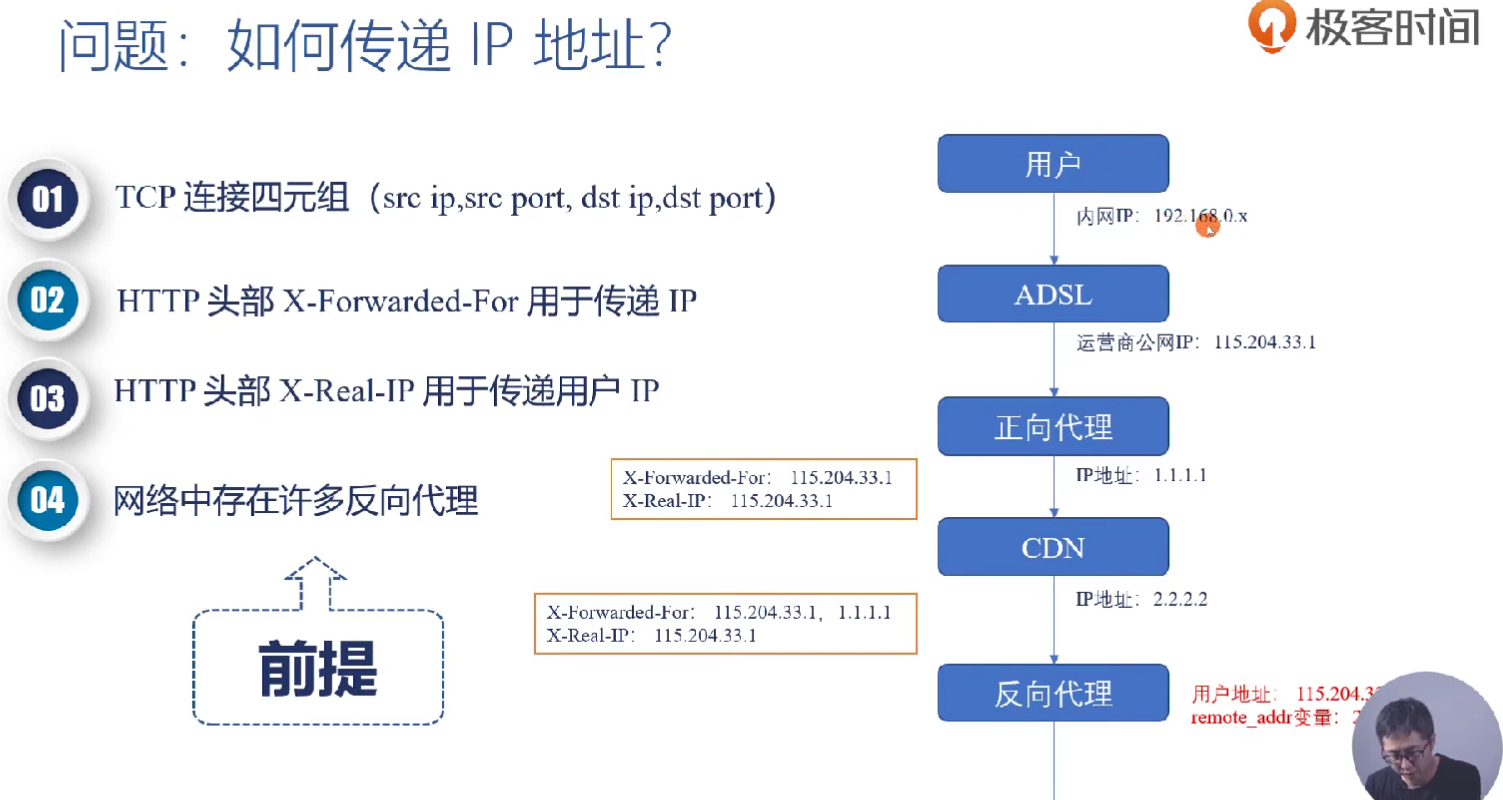 问题：如何传递 IP 地址？
极客时间
01
TCP 连接四元组（src ip,src port, dst ip,dst port）
02
HTTP 头部 X-Forwarded-For 用于传递 IP
03
HTTP 头部 X-Real-IP 用于传递用户 IP
04
网络中存在许多反向代理
前提
用户
内网IP：192.168.0.x
ADSL
运营商公网IP：115.204.33.1
正向代理
IP地址：1.1.1.1
X-Forwarded-For： 115.204.33.1
X-Real-IP： 115.204.33.1
CDN
IP地址：2.2.2.2
X-Forwarded-For： 115.204.33.1，1.1.1.1
X-Real-IP： 115.204.33.1
反向代理
用户地址： 115.204.
remote_addr变量：